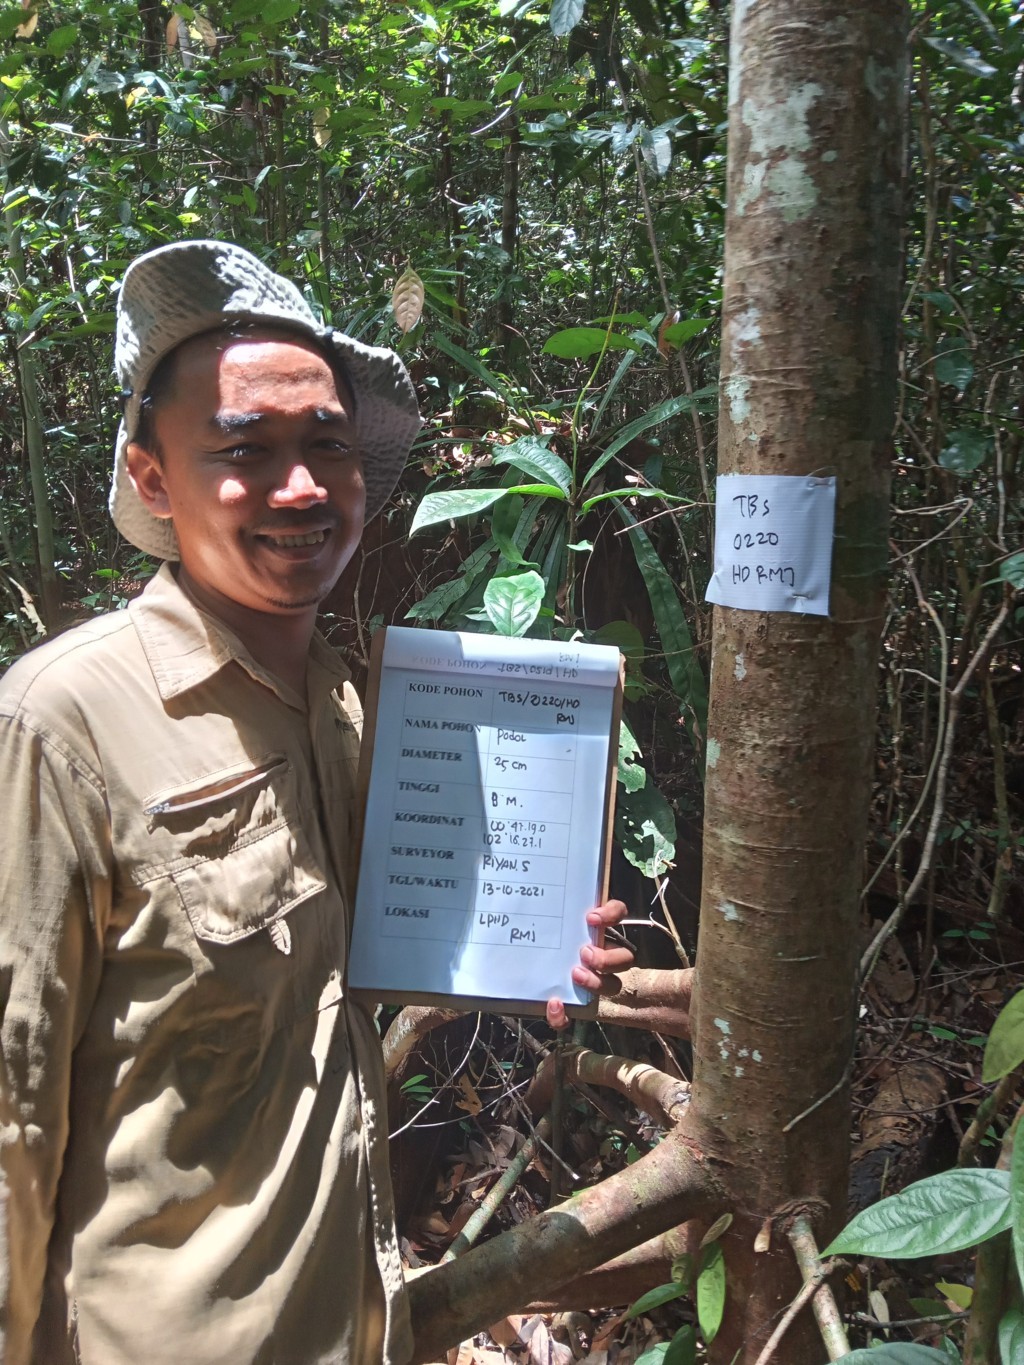 TBS
0220
HD RMJ
KODE POHON TBS/0220/HD
RMJ
NAMA POHON Podol
DIAMETER 25 cm
TINGGI 8 M.
KOORDINAT 00°47.19.0
102°16.27.1
SURVEYOR RIYAN.S
TGL/WAKTU 13-10-2021
LOKASI LPHD
RMJ